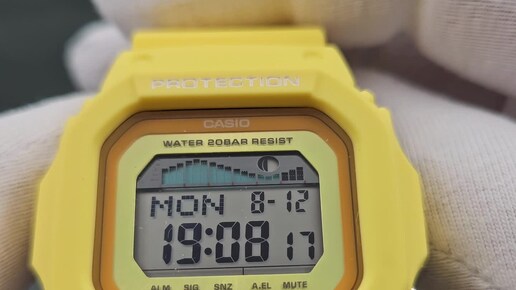 PROTECTION
CASIO
WATER 20BAR RESIST
MON 8-12
19:08 17
ALM SIG SNZ A.EL MUTE